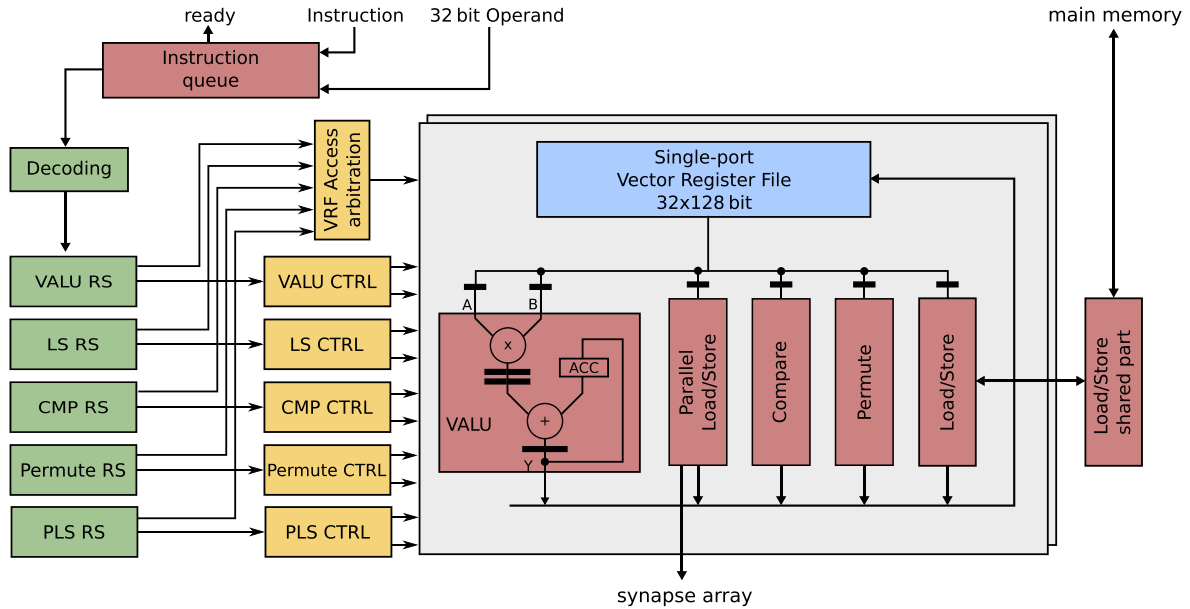 ready
Instruction
32 bit Operand
main memory
Instruction
queue
Decoding
VRF Access
arbitration
Single-port
Vector Register File
32x128 bit
VALU RS
VALU CTRL
LS RS
LS CTRL
CMP RS
CMP CTRL
Permute RS
Permute CTRL
PLS RS
PLS CTRL
A
B
x
ACC
+
VALU
Y
Parallel
Load/Store
Compare
Permute
Load/Store
Load/Store
shared part
synapse array